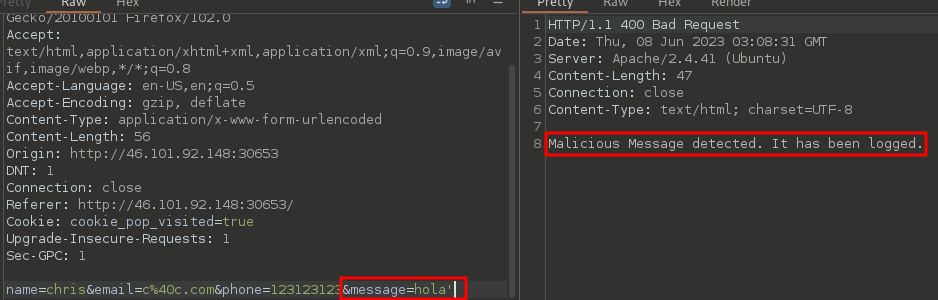 Pretty Raw Hex
Gecko/20100101 Firefox/102.0
Accept:
text/html,application/xhtml+xml,application/xml;q=0.9,image/av
if,image/webp,*/*;q=0.8
Accept-Language: en-US,en;q=0.5
Accept-Encoding: gzip, deflate
Content-Type: application/x-www-form-urlencoded
Content-Length: 56
Origin: http://46.101.92.148:30653
DNT: 1
Connection: close
Referer: http://46.101.92.148:30653/
Cookie: cookie_pop_visited=true
Upgrade-Insecure-Requests: 1
Sec-GPC: 1
name=chris&email=c%40c.com&phone=123123123&message=hola'
Pretty Raw Hex Render
1 HTTP/1.1 400 Bad Request
2 Date: Thu, 08 Jun 2023 03:08:31 GMT
3 Server: Apache/2.4.41 (Ubuntu)
4 Content-Length: 47
5 Connection: close
6 Content-Type: text/html; charset=UTF-8
7
8 Malicious Message detected. It has been logged.